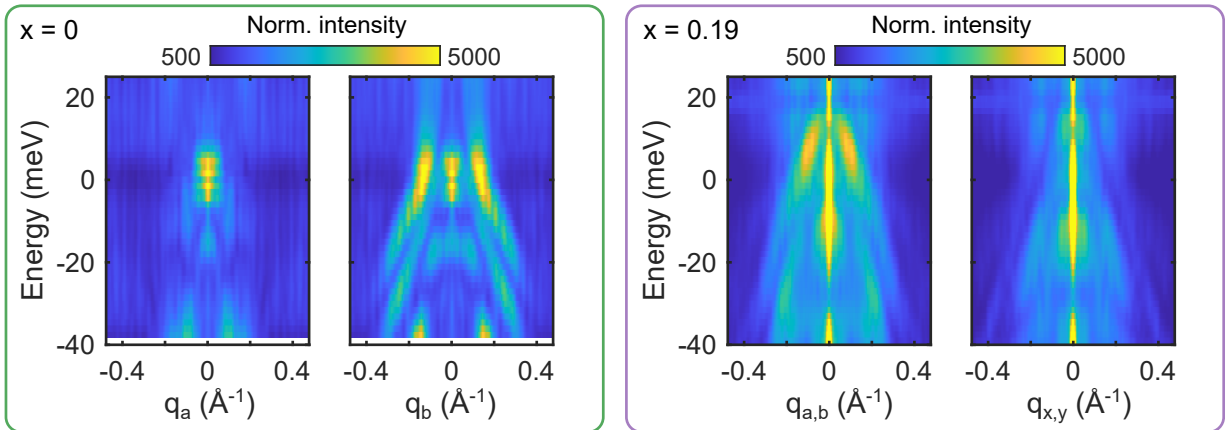 x = 0
Norm. intensity
500
5000
Energy (meV)
20
0
-20
-40
-0.4
0
0.4
qₐ (Å⁻¹)
-0.4
0
0.4
q_b (Å⁻¹)
x = 0.19
Norm. intensity
500
5000
Energy (meV)
20
0
-20
-40
-0.4
0
0.4
q_a,b (Å⁻¹)
-0.4
0
0.4
q_x,y (Å⁻¹)